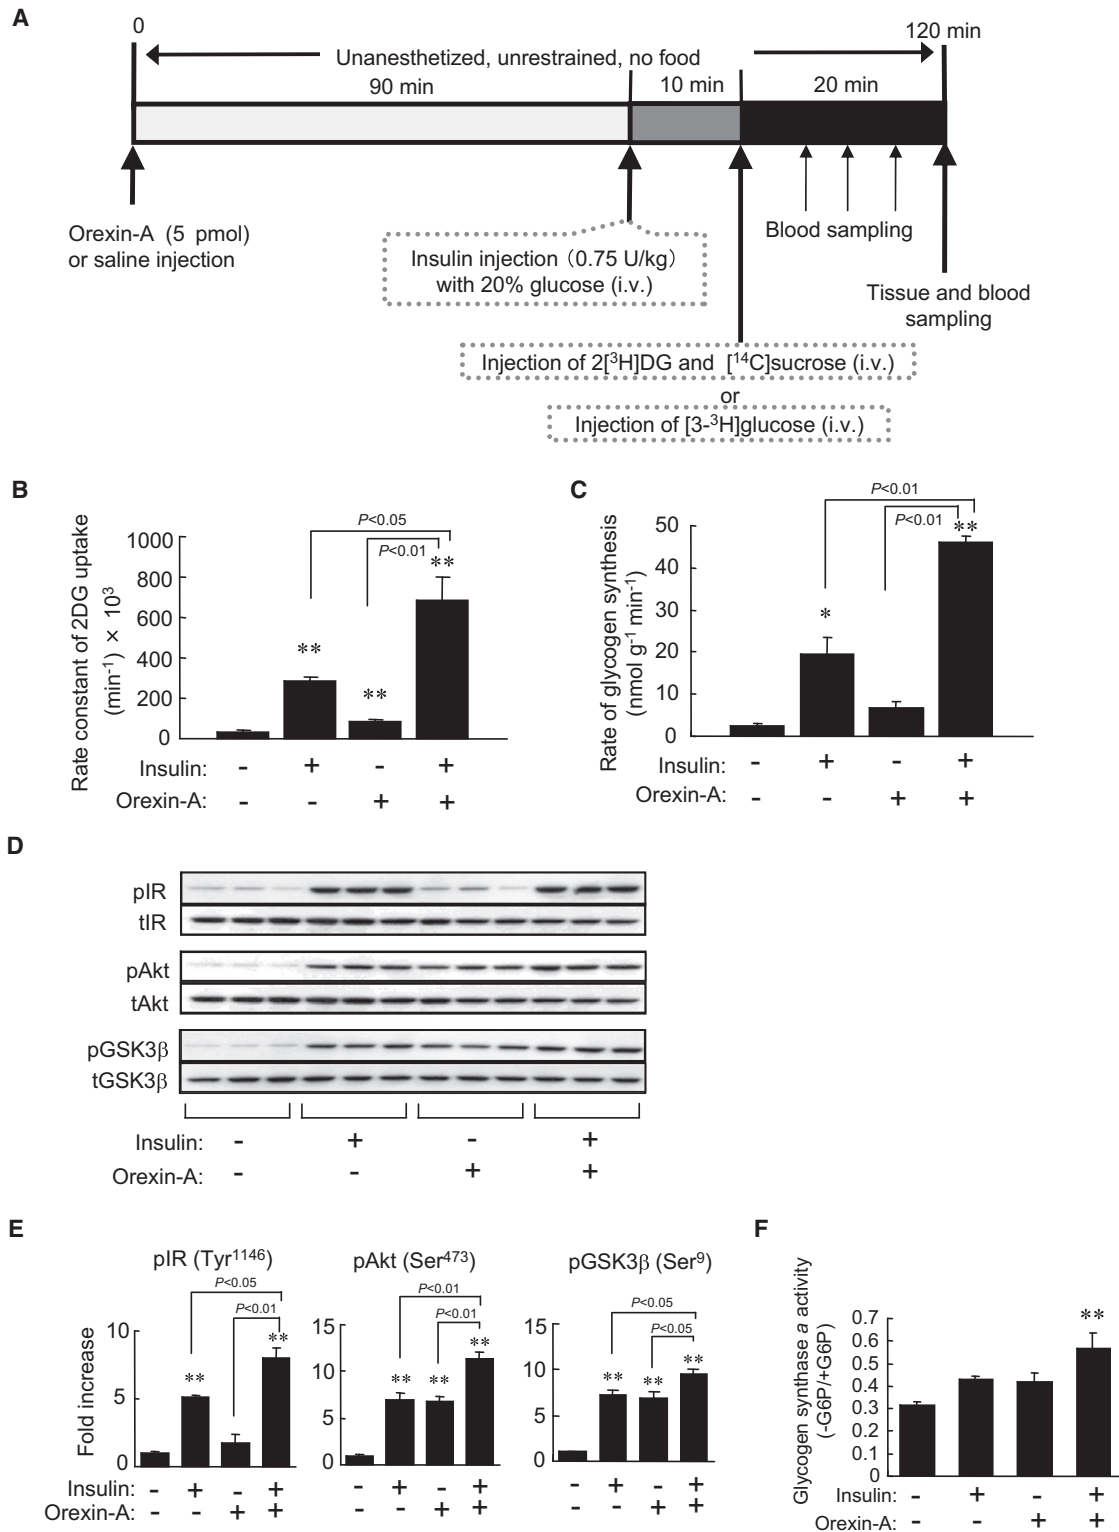 A
0
120 min
Unanesthetized, unrestrained, no food
90 min
10 min
20 min
Orexin-A (5 pmol)
or saline injection
Insulin injection (0.75 U/kg)
with 20% glucose (i.v.)
Blood sampling
Tissue and blood
sampling
Injection of 2[³H]DG and [¹⁴C]sucrose (i.v.)
or
Injection of [3-³H]glucose (i.v.)
B
Rate constant of 2DG uptake
(min⁻¹) × 10³
1000
800
600
400
200
0
P<0.05
P<0.01
**
**
**
Insulin: - + - +
Orexin-A: - - + +
C
Rate of glycogen synthesis
(nmol g⁻¹ min⁻¹)
50
40
30
20
10
0
P<0.01
P<0.01
*
**
Insulin: - + - +
Orexin-A: - - + +
D
pIR
tIR
pAkt
tAkt
pGSK3β
tGSK3β
Insulin: - + - +
Orexin-A: - - + +
E
pIR (Tyr¹¹⁴⁶)
Fold increase
10
5
0
P<0.05
P<0.01
**
**
Insulin: - + - +
Orexin-A: - - + +
pAkt (Ser⁴⁷³)
15
10
5
0
P<0.01
P<0.01
**
**
**
- + - +
- - + +
pGSK3β (Ser⁹)
15
10
5
0
P<0.05
P<0.05
**
**
**
- + - +
- - + +
F
Glycogen synthase a activity
(-G6P/+G6P)
0.7
0.6
0.5
0.4
0.3
0.2
0.1
0
**
Insulin: - + - +
Orexin-A: - - + +